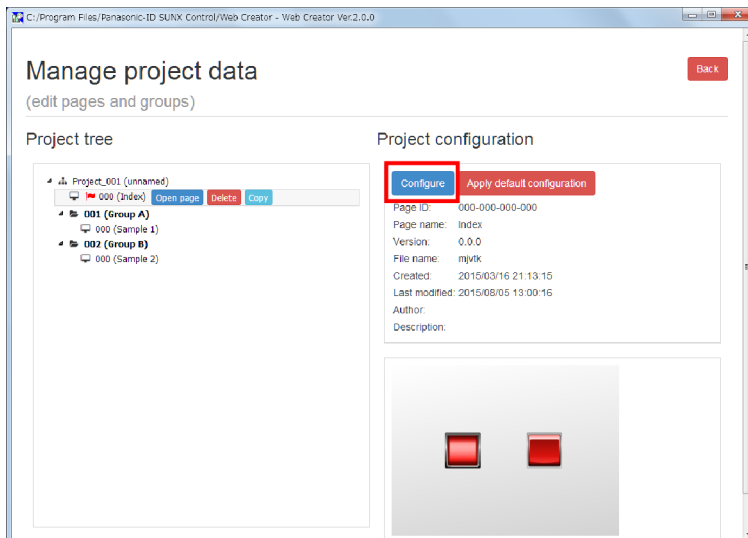 C:/Program Files/Panasonic-ID SUNX Control/Web Creator - Web Creator Ver.2.0.0
Manage project data
Back
(edit pages and groups)
Project tree
Project_001 (unnamed)
000 (Index) Open page Delete Copy
001 (Group A)
000 (Sample 1)
002 (Group B)
000 (Sample 2)
Project configuration
Configure Apply default configuration
Page ID: 000-000-000-000
Page name: Index
Version: 0.0.0
File name: mjvtk
Created: 2015/03/16 21:13:15
Last modified: 2015/08/05 13:00:16
Author:
Description: